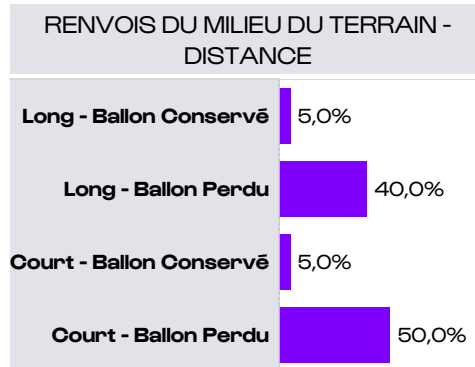 RENVOIS DU MILIEU DU TERRAIN -
DISTANCE
Long - Ballon Conservé 5,0%
Long - Ballon Perdu 40,0%
Court - Ballon Conservé 5,0%
Court - Ballon Perdu 50,0%